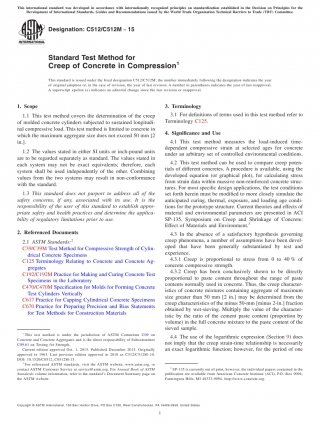 This international standard was developed in accordance with internationally recognized principles on standardization established in the Decision on Principles for the
Development of International Standards, Guides and Recommendations issued by the World Trade Organization Technical Barriers to Trade (TBT) Committee.
INTERNATIONAL
Designation: C512/C512M − 15
Standard Test Method for
Creep of Concrete in Compression1
This standard is issued under the fixed designation C512/C512M; the number immediately following the designation indicates the year
of original adoption or, in the case of revision, the year of last revision. A number in parentheses indicates the year of last reapproval.
A superscript epsilon (ε) indicates an editorial change since the last revision or reapproval.
1. Scope
1.1 This test method covers the determination of the creep
of molded concrete cylinders subjected to sustained longitudi-
nal compressive load. This test method is limited to concrete in
which the maximum aggregate size does not exceed 50 mm [2
in.].
1.2 The values stated in either SI units or inch-pound units
are to be regarded separately as standard. The values stated in
each system may not be exact equivalents; therefore, each
system shall be used independently of the other. Combining
values from the two systems may result in non-conformance
with the standard.
1.3 This standard does not purport to address all of the
safety concerns, if any, associated with its use. It is the
responsibility of the user of this standard to establish appro-
priate safety and health practices and determine the applica-
bility of regulatory limitations prior to use.
2. Referenced Documents
2.1 ASTM Standards:2
C39/C39M Test Method for Compressive Strength of Cylin-
drical Concrete Specimens
C125 Terminology Relating to Concrete and Concrete Ag-
gregates
C192/C192M Practice for Making and Curing Concrete Test
Specimens in the Laboratory
C470/C470M Specification for Molds for Forming Concrete
Test Cylinders Vertically
C617 Practice for Capping Cylindrical Concrete Specimens
C670 Practice for Preparing Precision and Bias Statements
for Test Methods for Construction Materials
1 This test method is under the jurisdiction of ASTM Committee C09 on
Concrete and Concrete Aggregates and is the direct responsibility of Subcommittee
C09.61 on Testing for Strength.
Current edition approved Dec. 1, 2015. Published December 2015. Originally
approved in 1963. Last previous edition approved in 2010 as C512/C512M–10.
DOI: 10.1520/C0512_C0512M-15.
2 For referenced ASTM standards, visit the ASTM website, www.astm.org, or
contact ASTM Customer Service at service@astm.org. For Annual Book of ASTM
Standards volume information, refer to the standard's Document Summary page on
the ASTM website.
3. Terminology
3.1 For definitions of terms used in this test method refer to
Terminology C125.
4. Significance and Use
4.1 This test method measures the load-induced time-
dependent compressive strain at selected ages for concrete
under an arbitrary set of controlled environmental conditions.
4.2 This test method can be used to compare creep poten-
tials of different concretes. A procedure is available, using the
developed equation (or graphical plot), for calculating stress
from strain data within massive non-reinforced concrete struc-
tures. For most specific design applications, the test conditions
set forth herein must be modified to more closely simulate the
anticipated curing, thermal, exposure, and loading age condi-
tions for the prototype structure. Current theories and effects of
material and environmental parameters are presented in ACI
SP-135, Symposium on Creep and Shrinkage of Concrete:
Effect of Materials and Environment.3
4.3 In the absence of a satisfactory hypothesis governing
creep phenomena, a number of assumptions have been devel-
oped that have been generally substantiated by test and
experience.
4.3.1 Creep is proportional to stress from 0 to 40 % of
concrete compressive strength.
4.3.2 Creep has been conclusively shown to be directly
proportional to paste content throughout the range of paste
contents normally used in concrete. Thus, the creep character-
istics of concrete mixtures containing aggregate of maximum
size greater than 50 mm [2 in.] may be determined from the
creep characteristics of the minus 50-mm [minus 2-in.] fraction
obtained by wet-sieving. Multiply the value of the character-
istic by the ratio of the cement paste content (proportion by
volume) in the full concrete mixture to the paste content of the
sieved sample.
4.4 The use of the logarithmic expression (Section 9) does
not imply that the creep strain-time relationship is necessarily
an exact logarithmic function; however, for the period of one
3 SP-135 is currently out of print, however, the individual papers contained in the
publication are available from American Concrete Institute (ACI), P.O. Box 9094,
Farmington Hills, MI 48333-9094, http://www.concrete.org.
Copyright © ASTM International, 100 Barr Harbor Drive, PO Box C700, West Conshohocken, PA 19428-2959. United States
1